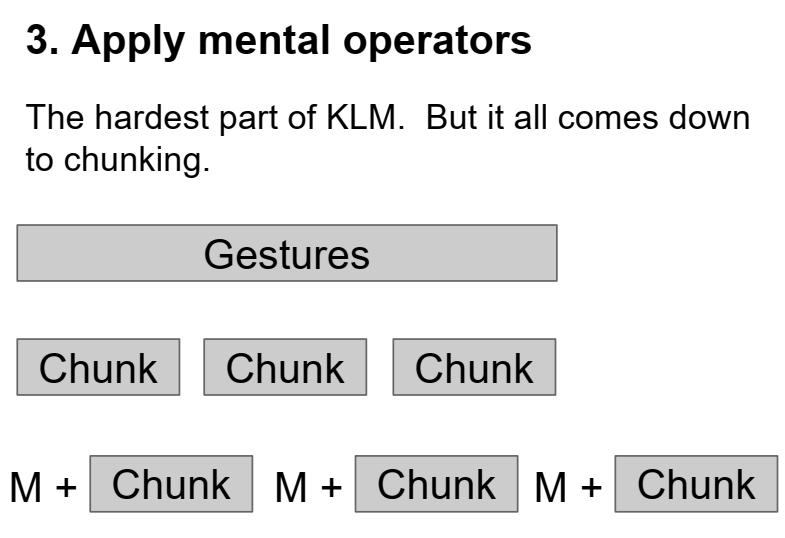 3. Apply mental operators
The hardest part of KLM.  But it all comes down
to chunking.
Gestures
Chunk Chunk Chunk
M + Chunk M + Chunk M + Chunk